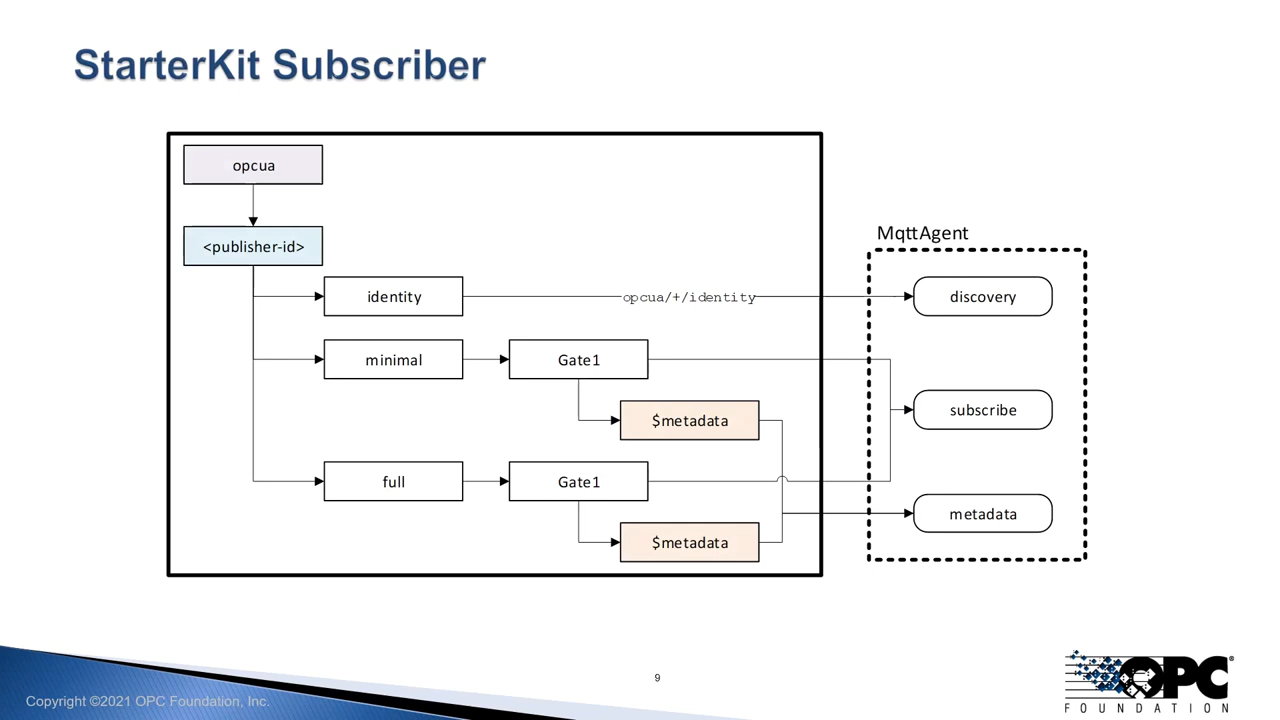 StarterKit Subscriber
opcua
<publisher-id>
MqttAgent
identity
opcua/+/identity
discovery
minimal
Gate1
$metadata
subscribe
full
Gate1
metadata
$metadata
9
Copyright ©2021 OPC Foundation, Inc.
OPC®
FOUNDATION